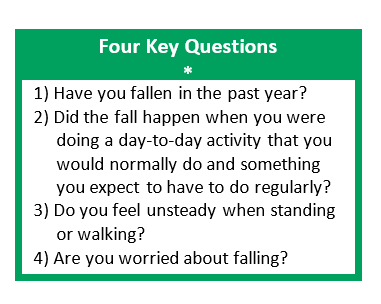 Four Key Questions
*
1) Have you fallen in the past year?
2) Did the fall happen when you were
doing a day-to-day activity that you
would normally do and something
you expect to have to do regularly?
3) Do you feel unsteady when standing
or walking?
4) Are you worried about falling?